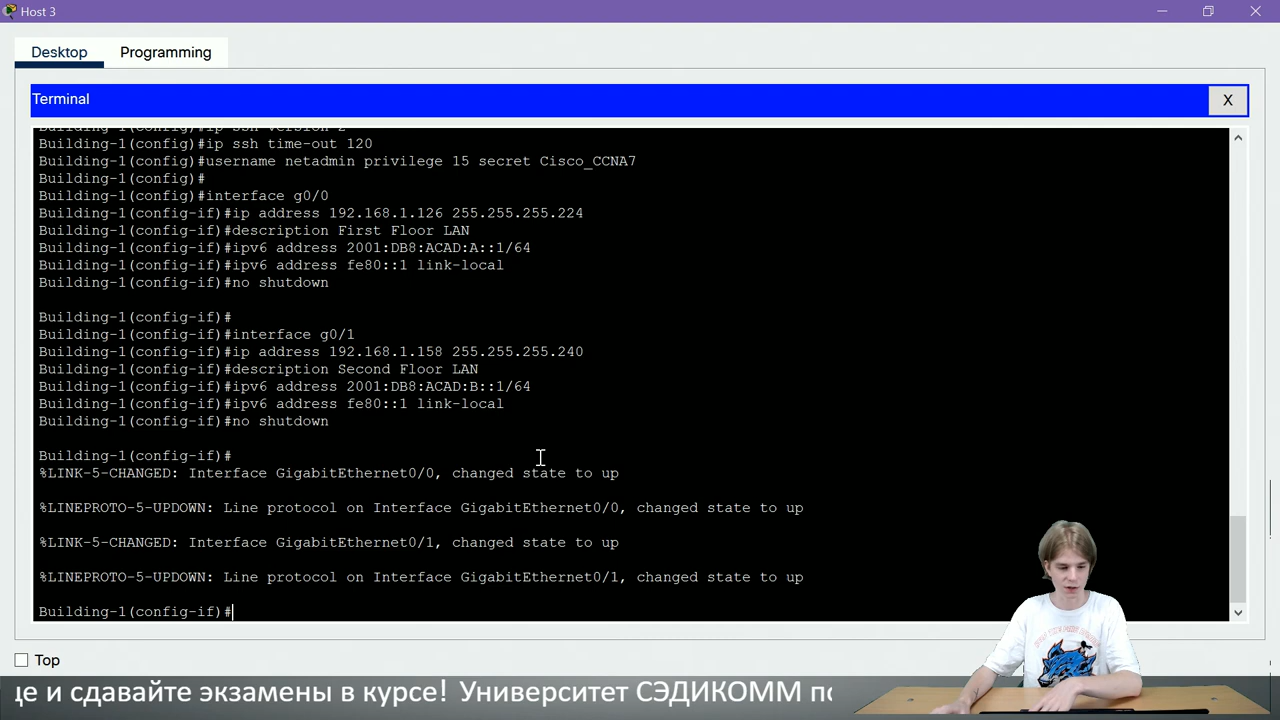 Host 3
Desktop
Programming
Terminal
X
Building-1(config)#ip ssh version 2
Building-1(config)#ip ssh time-out 120
Building-1(config)#username netadmin privilege 15 secret Cisco_CCNA7
Building-1(config)#
Building-1(config)#interface g0/0
Building-1(config-if)#ip address 192.168.1.126 255.255.255.224
Building-1(config-if)#description First Floor LAN
Building-1(config-if)#ipv6 address 2001:DB8:ACAD:A::1/64
Building-1(config-if)#ipv6 address fe80::1 link-local
Building-1(config-if)#no shutdown
Building-1(config-if)#
Building-1(config-if)#interface g0/1
Building-1(config-if)#ip address 192.168.1.158 255.255.255.240
Building-1(config-if)#description Second Floor LAN
Building-1(config-if)#ipv6 address 2001:DB8:ACAD:B::1/64
Building-1(config-if)#ipv6 address fe80::1 link-local
Building-1(config-if)#no shutdown
Building-1(config-if)#
%LINK-5-CHANGED: Interface GigabitEthernet0/0, changed state to up
%LINEPROTO-5-UPDOWN: Line protocol on Interface GigabitEthernet0/0, changed state to up
%LINK-5-CHANGED: Interface GigabitEthernet0/1, changed state to up
%LINEPROTO-5-UPDOWN: Line protocol on Interface GigabitEthernet0/1, changed state to up
Building-1(config-if)#
Top
це и сдавайте экзамены в курсе! Университет СЭДИКОММ по